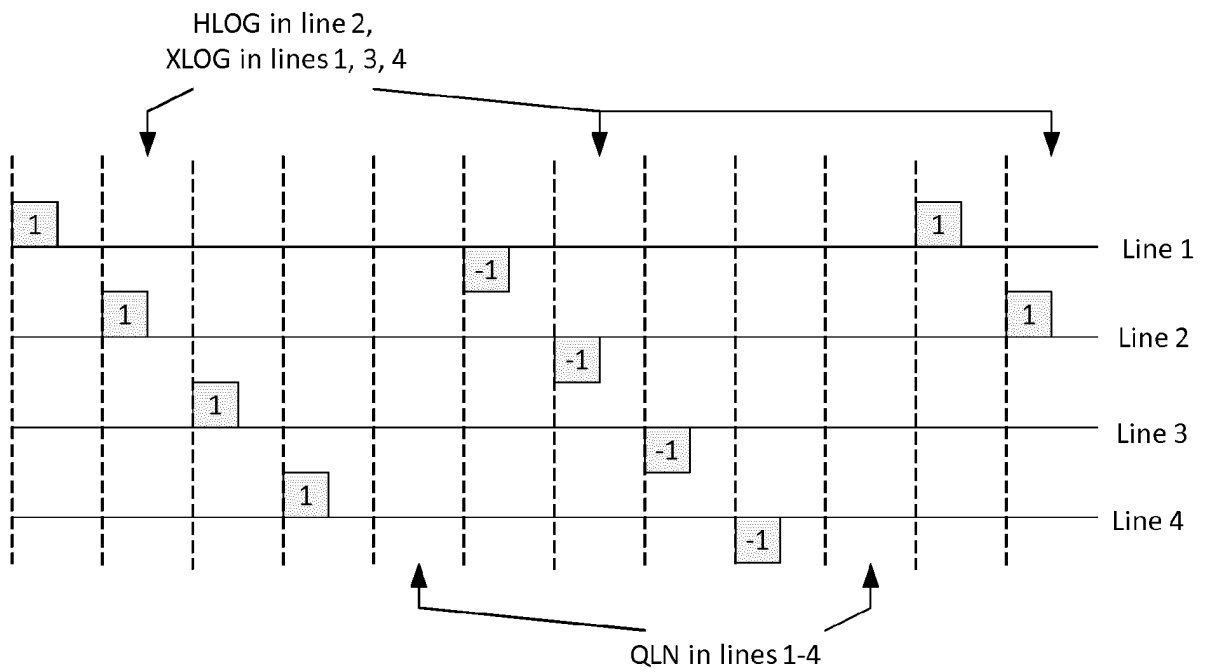 HLOG in line 2,
XLOG in lines 1, 3, 4
1
1
Line 1
-1
1
1
Line 2
-1
1
Line 3
-1
1
Line 4
-1
QLN in lines 1-4